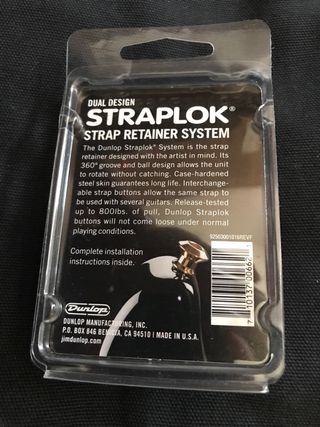 DUAL DESIGN
STRAPLOK®
STRAP RETAINER SYSTEM
The Dunlop Straplok® System is the strap
retainer designed with the artist in mind. Its
360° groove and ball design allows the unit
to rotate without catching. Case-hardened
steel skin guarantees long life. Interchange-
able strap buttons allow the same strap to
be used with several guitars. Release-tested
up to 800lbs. of pull, Dunlop Straplok
buttons will not come loose under normal
playing conditions.
Complete installation
instructions inside.
92503001016REVF
Dunlop
DUNLOP MANUFACTURING, INC.
P.O. BOX 846 BENICIA, CA 94510 | MADE IN U.S.A.
jimdunlop.com